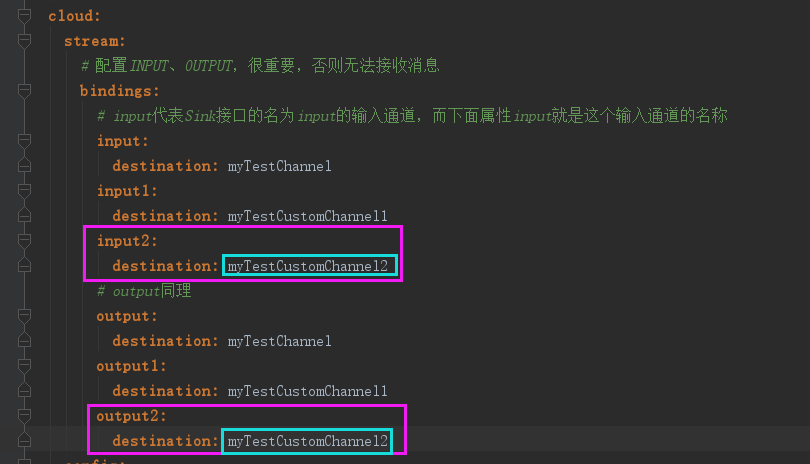 cloud:
stream:
# 配置INPUT、OUTPUT，很重要，否则无法接收消息
bindings:
# input代表Sink接口的名为input的输入通道，而下面属性input就是这个输入通道的名称
input:
destination: myTestChannel
input1:
destination: myTestCustomChannel1
input2:
destination: myTestCustomChannel2
# output同理
output:
destination: myTestChannel
output1:
destination: myTestCustomChannel1
output2:
destination: myTestCustomChannel2